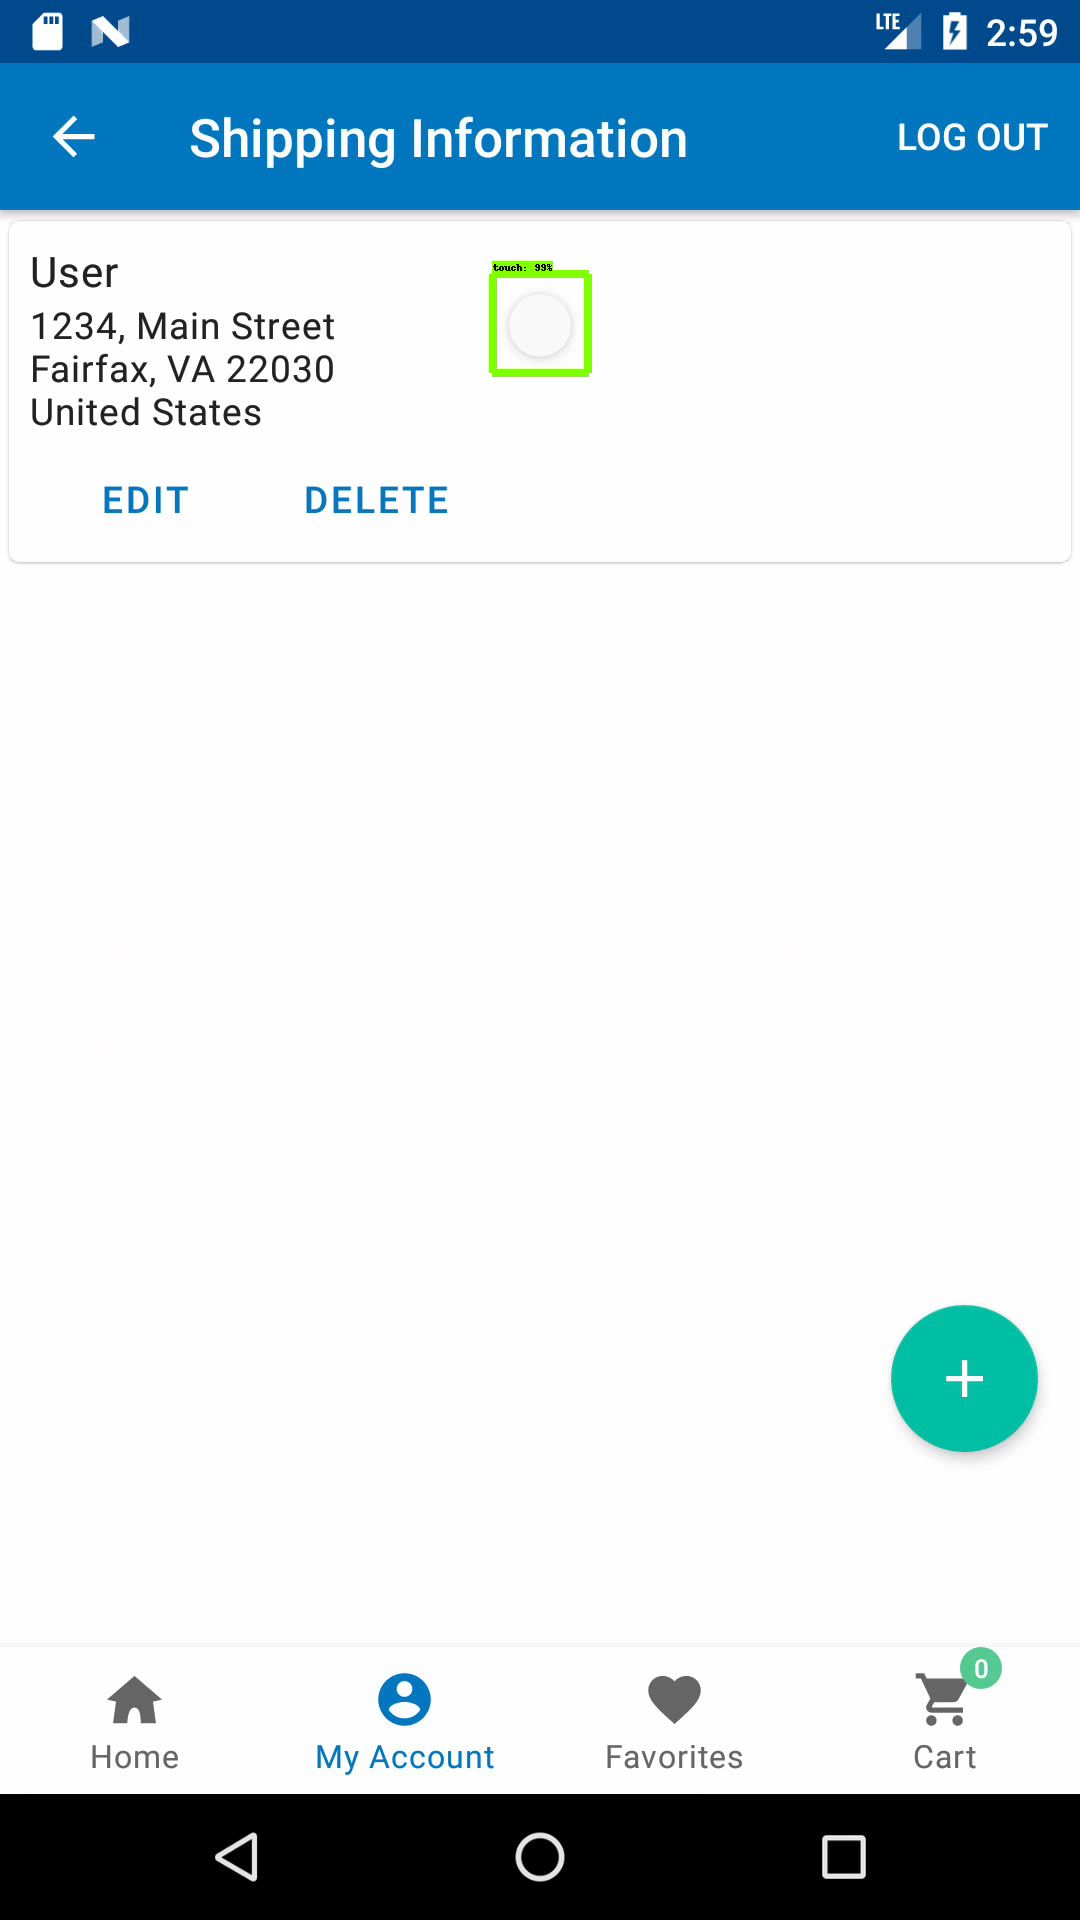 LTE 2:59
Shipping Information LOG OUT
User
touch: 99%
1234, Main Street
Fairfax, VA 22030
United States
EDIT DELETE
0
Home My Account Favorites Cart